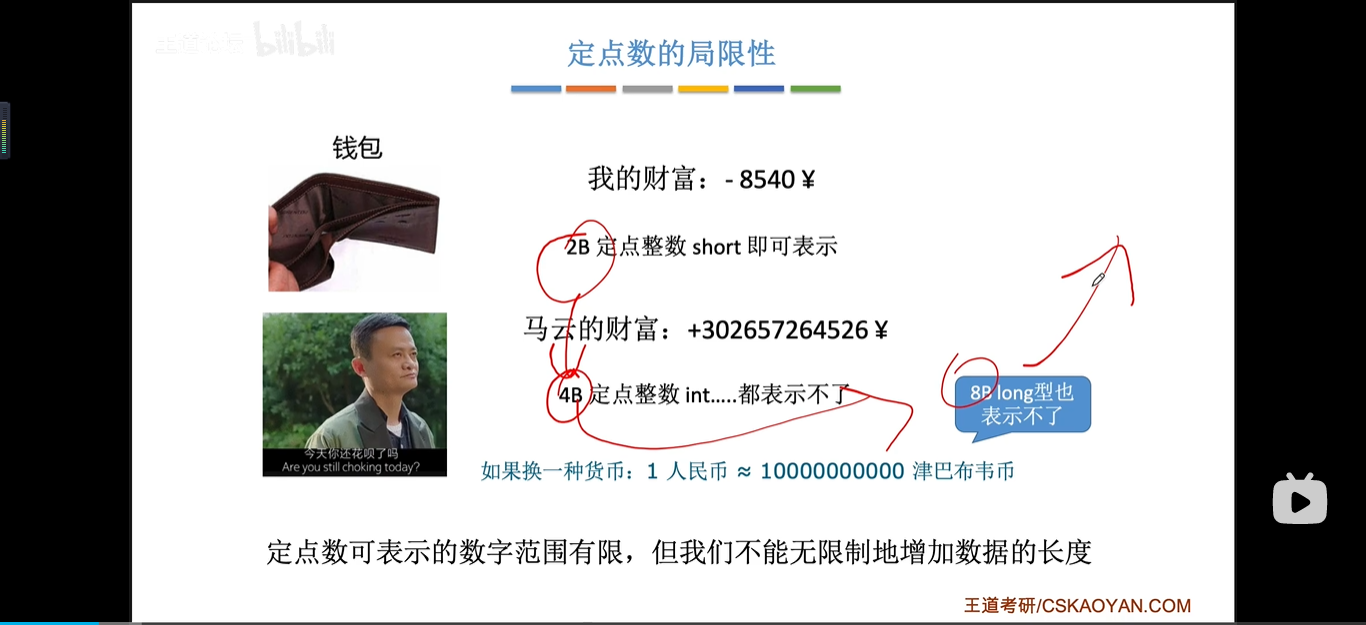 bilibili
定点数的局限性
钱包
我的财富：- 8540 ¥
2B 定点整数 short 即可表示
马云的财富：+302657264526 ¥
4B 定点整数 int…..都表示不了
8B long型也
表示不了
今天你还花呗了吗
Are you still choking today?
如果换一种货币：1 人民币 ≈ 10000000000 津巴布韦币
定点数可表示的数字范围有限，但我们不能无限制地增加数据的长度
王道考研/CSKAOYAN.COM